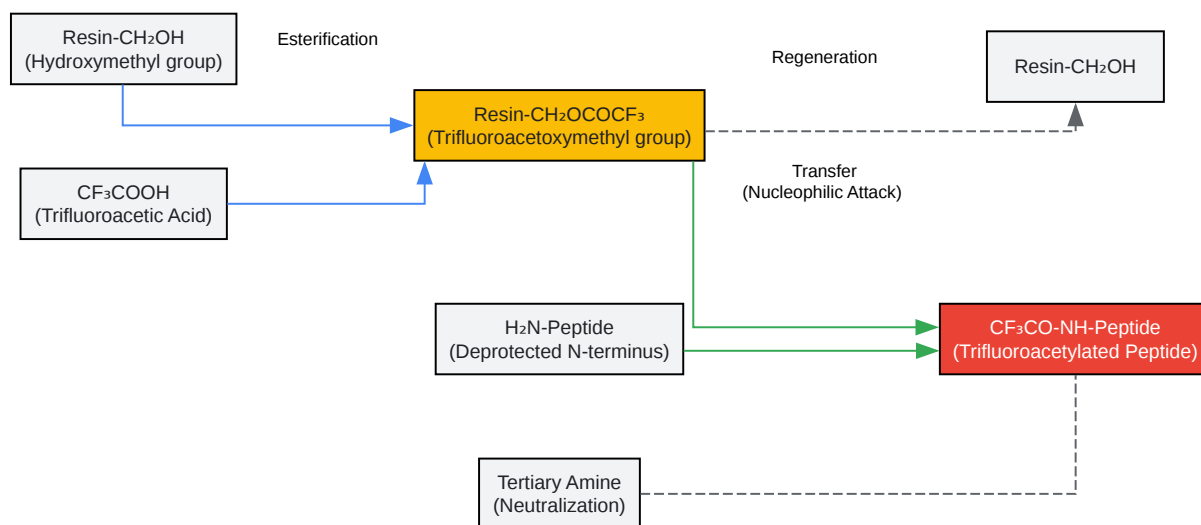 Resin-CH₂OH
(Hydroxymethyl group)
Esterification
Regeneration
Resin-CH₂OH
Resin-CH₂OCOCF₃
(Trifluoroacetoxymethyl group)
CF₃COOH
(Trifluoroacetic Acid)
Transfer
(Nucleophilic Attack)
H₂N-Peptide
(Deprotected N-terminus)
CF₃CO-NH-Peptide
(Trifluoroacetylated Peptide)
Tertiary Amine
(Neutralization)